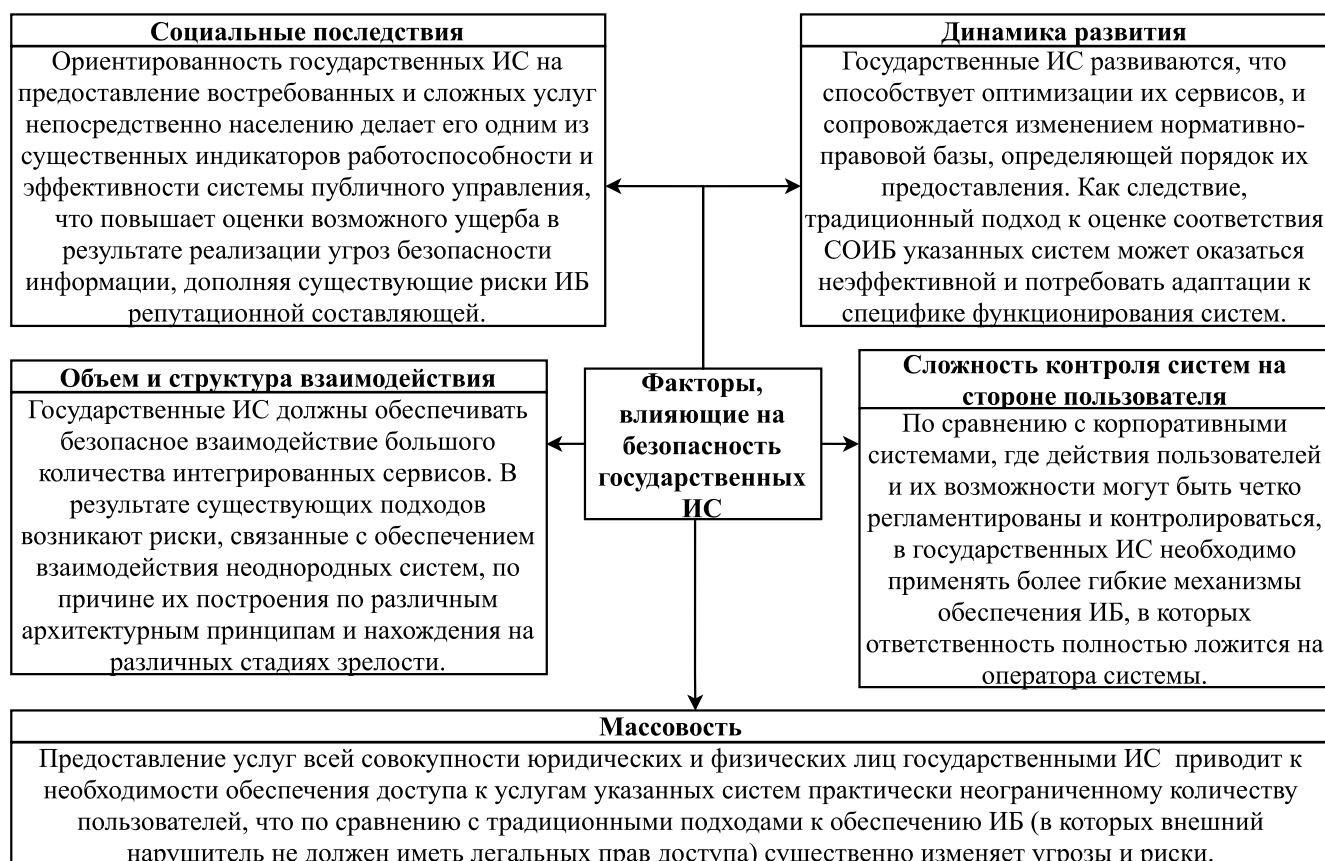 Социальные последствия
Ориентированность государственных ИС на
предоставление востребованных и сложных услуг
непосредственно населению делает его одним из
существенных индикаторов работоспособности и
эффективности системы публичного управления,
что повышает оценки возможного ущерба в
результате реализации угроз безопасности
информации, дополняя существующие риски ИБ
репутационной составляющей.
Динамика развития
Государственные ИС развиваются, что
способствует оптимизации их сервисов, и
сопровождается изменением нормативно-
правовой базы, определяющей порядок их
предоставления. Как следствие,
традиционный подход к оценке соответствия
СОИБ указанных систем может оказаться
неэффективной и потребовать адаптации к
специфике функционирования систем.
Объем и структура взаимодействия
Государственные ИС должны обеспечивать
безопасное взаимодействие большого
количества интегрированных сервисов. В
результате существующих подходов
возникают риски, связанные с обеспечением
взаимодействия неоднородных систем, по
причине их построения по различным
архитектурным принципам и нахождения на
различных стадиях зрелости.
Факторы,
влияющие на
безопасность
государственных
ИС
Сложность контроля систем на
стороне пользователя
По сравнению с корпоративными
системами, где действия пользователей
и их возможности могут быть четко
регламентированы и контролироваться,
в государственных ИС необходимо
применять более гибкие механизмы
обеспечения ИБ, в которых
ответственность полностью ложится на
оператора системы.
Массовость
Предоставление услуг всей совокупности юридических и физических лиц государственными ИС приводит к
необходимости обеспечения доступа к услугам указанных систем практически неограниченному количеству
пользователей, что по сравнению с традиционными подходами к обеспечению ИБ (в которых внешний
нарушитель не должен иметь легальных прав доступа) существенно изменяет угрозы и риски.